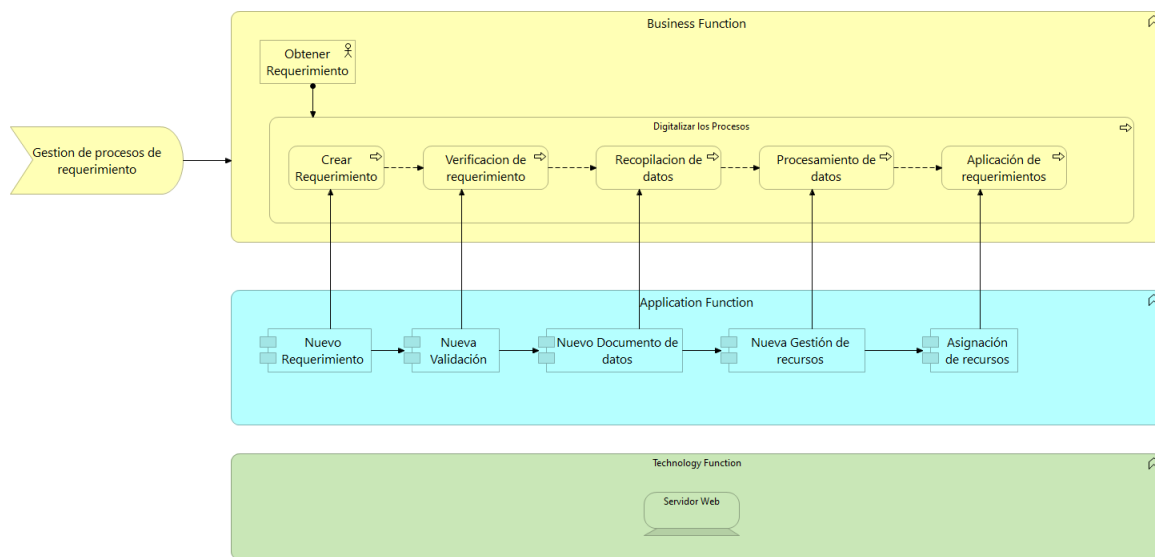 Business Function
Obtener
Requerimiento
Gestion de procesos de
requerimiento
Digitalizar los Procesos
Crear
Requerimiento
Verificacion de
requerimiento
Recopilacion de
datos
Procesamiento de
datos
Aplicación de
requerimientos
Application Function
Nuevo
Requerimiento
Nueva
Validación
Nuevo Documento de
datos
Nueva Gestión de
recursos
Asignación
de recursos
Technology Function
Servidor Web